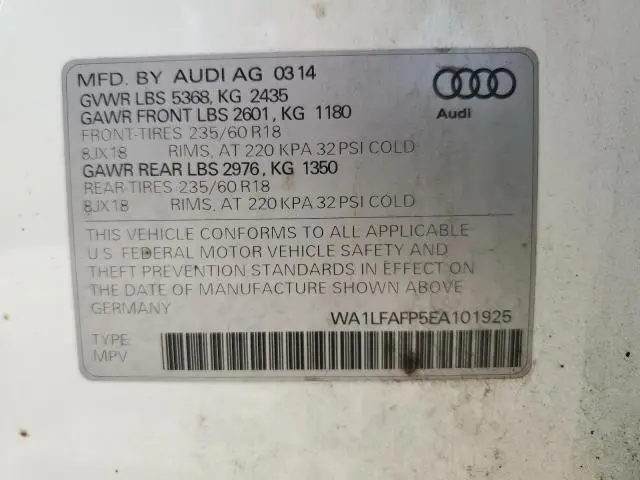 MFD. BY AUDI AG 0314
GVWR LBS 5368, KG 2435
GAWR FRONT LBS 2601, KG 1180
FRONT-TIRES 235/60 R18
8JX18 RIMS, AT 220 KPA 32 PSI COLD
GAWR REAR LBS 2976, KG 1350
REAR-TIRES 235/60 R18
8JX18 RIMS, AT 220 KPA 32 PSI COLD
Audi
THIS VEHICLE CONFORMS TO ALL APPLICABLE
U.S. FEDERAL MOTOR VEHICLE SAFETY AND
THEFT PREVENTION STANDARDS IN EFFECT ON
THE DATE OF MANUFACTURE SHOWN ABOVE
GERMANY
WA1LFAFP5EA101925
TYPE
MPV